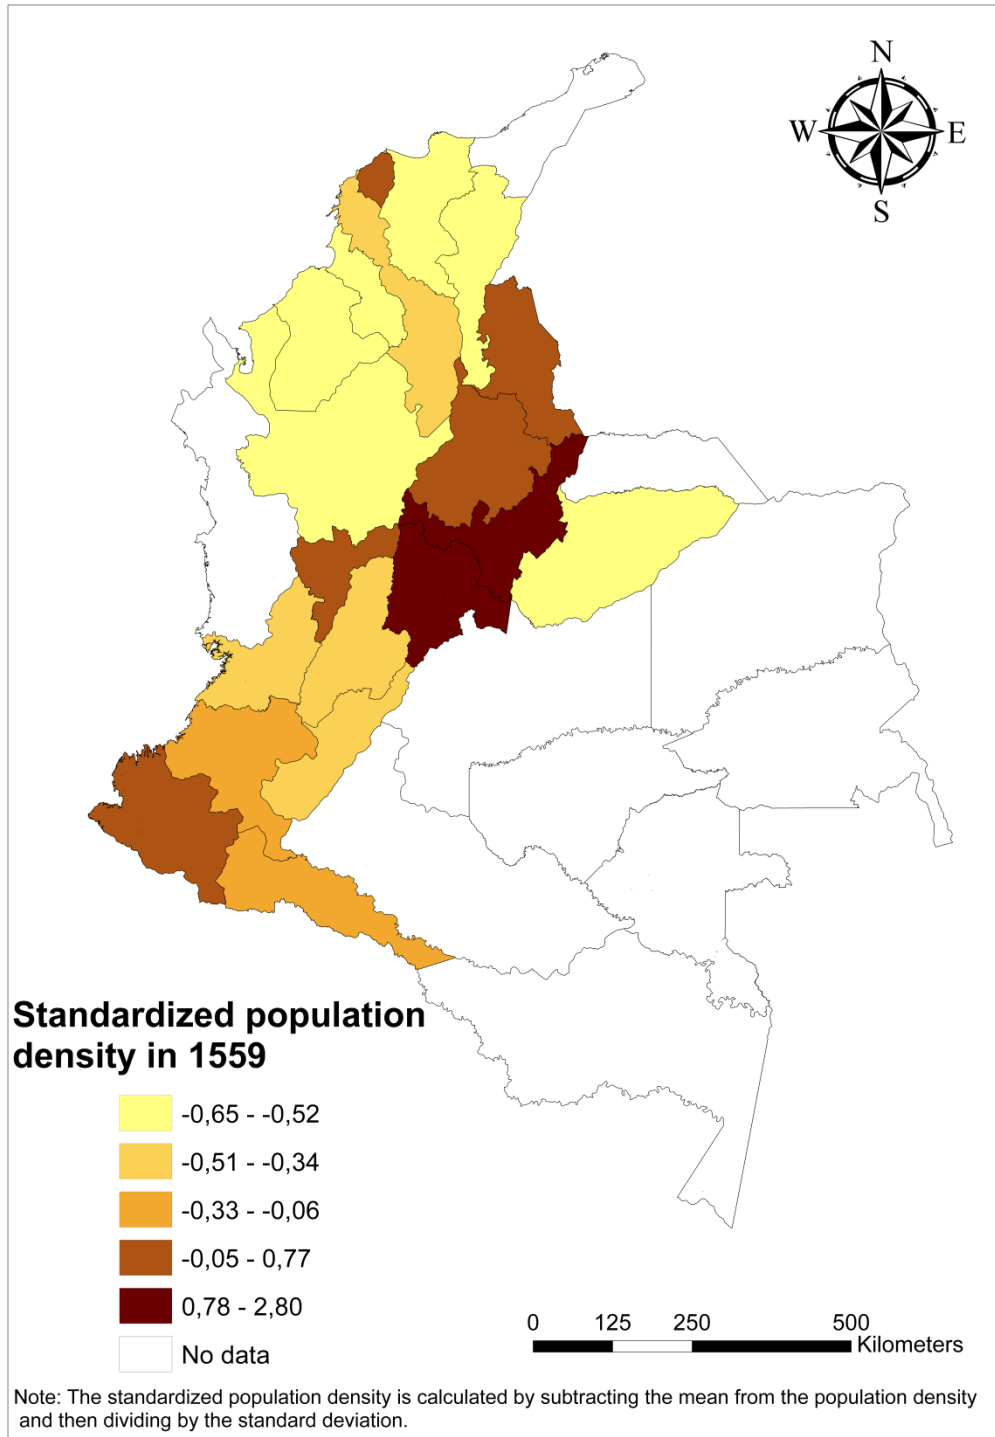 N
W E
S
Standardized population
density in 1559
-0,65 - -0,52
-0,51 - -0,34
-0,33 - -0,06
-0,05 - 0,77
0,78 - 2,80
No data
0 125 250 500
Kilometers
Note: The standardized population density is calculated by subtracting the mean from the population density
and then dividing by the standard deviation.